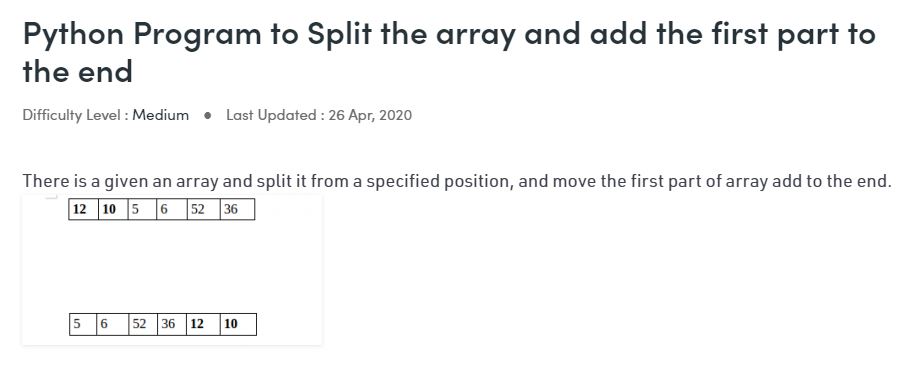 Python Program to Split the array and add the first part to
the end
Difficulty Level : Medium ● Last Updated : 26 Apr, 2020
There is a given an array and split it from a specified position, and move the first part of array add to the end.
12 10 5 6 52 36
5 6 52 36 12 10